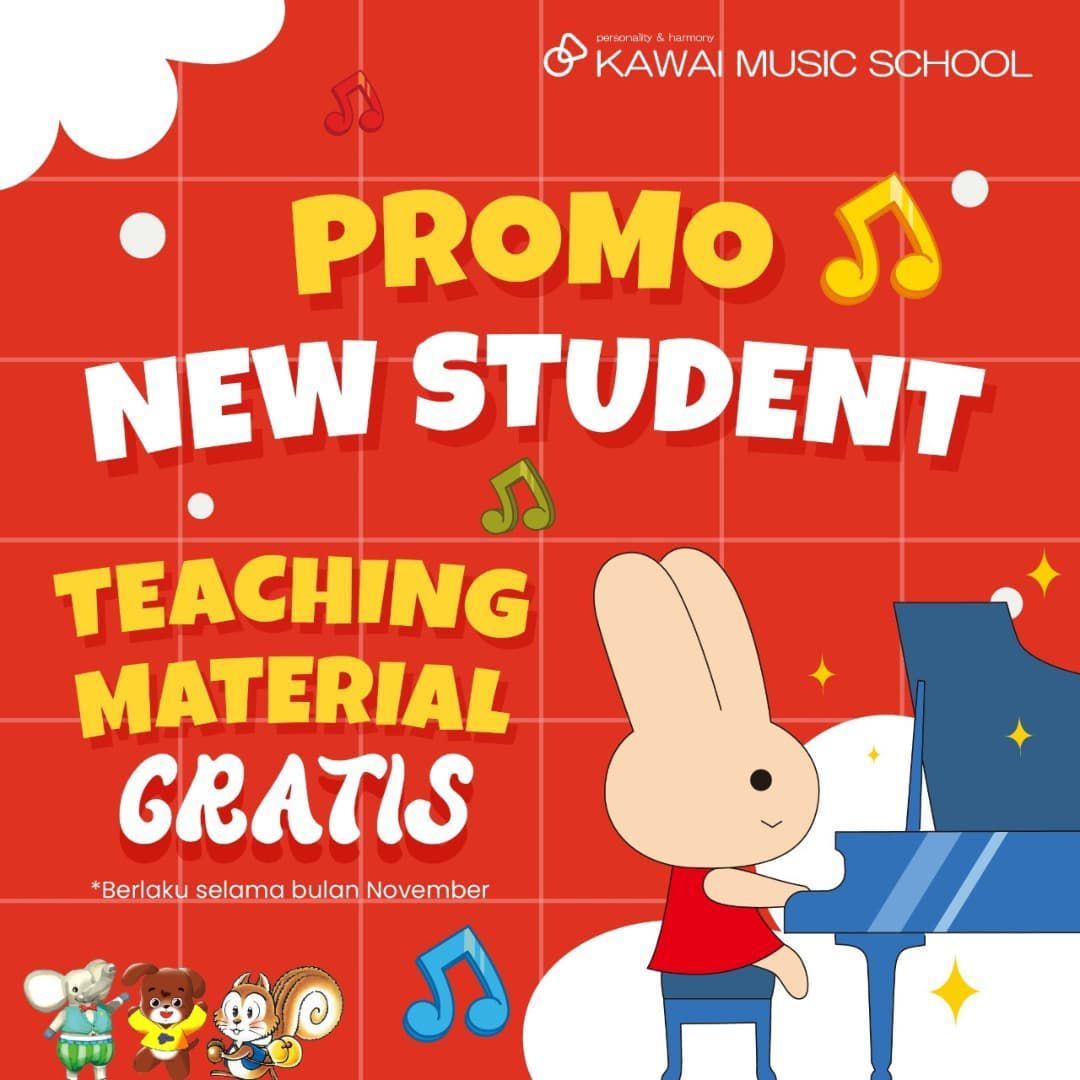 personality & harmony
KAWAI MUSIC SCHOOL
PROMO
NEW STUDENT
TEACHING
MATERIAL
GRATIS
*Berlaku selama bulan November